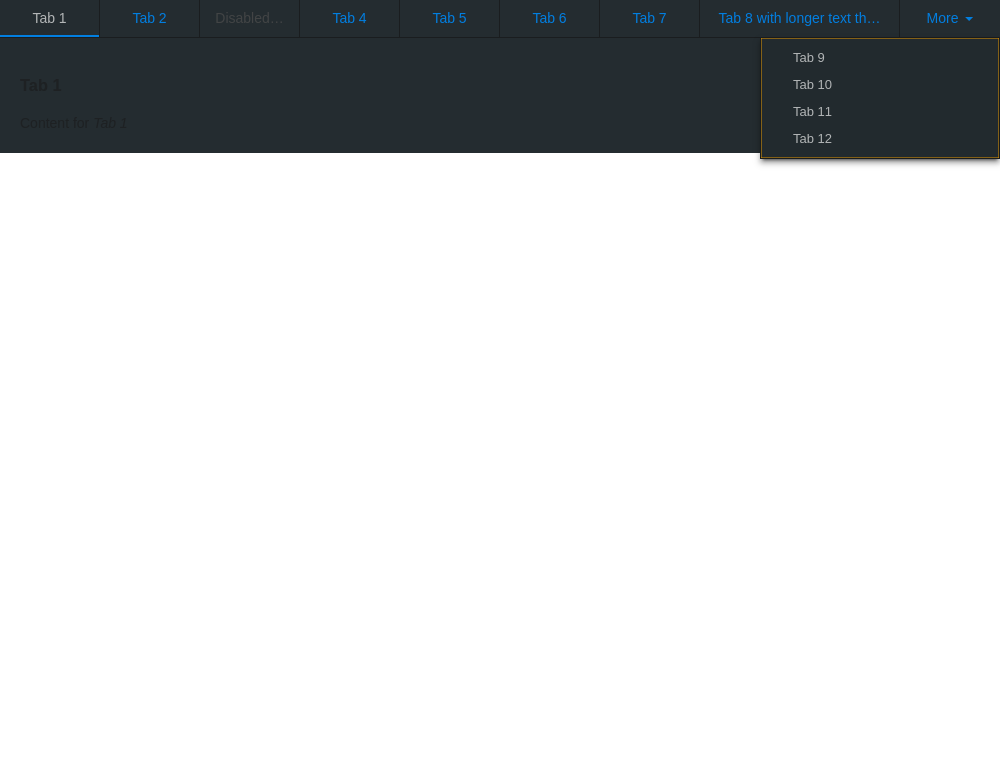 Tab 1
Tab 2
Disabled…
Tab 4
Tab 5
Tab 6
Tab 7
Tab 8 with longer text th…
More
Tab 9
Tab 10
Tab 11
Tab 12
Tab 1
Content for Tab 1